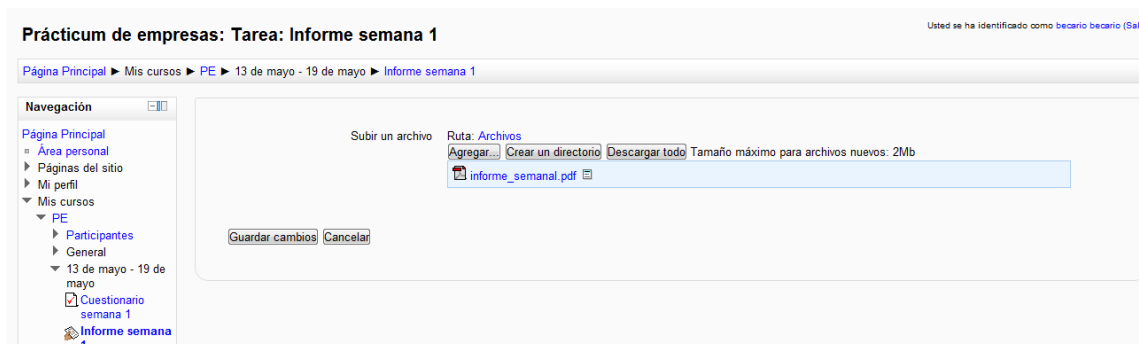 Prácticum de empresas: Tarea: Informe semana 1
Usted se ha identificado como becario becario (Sal
Página Principal ► Mis cursos ► PE ► 13 de mayo - 19 de mayo ► Informe semana 1
Navegación
Página Principal
Área personal
Páginas del sitio
Mi perfil
Mis cursos
PE
Participantes
General
13 de mayo - 19 de
mayo
Cuestionario
semana 1
Informe semana
Subir un archivo Ruta: Archivos
Agregar... Crear un directorio Descargar todo Tamaño máximo para archivos nuevos: 2Mb
informe_semanal.pdf
Guardar cambios Cancelar